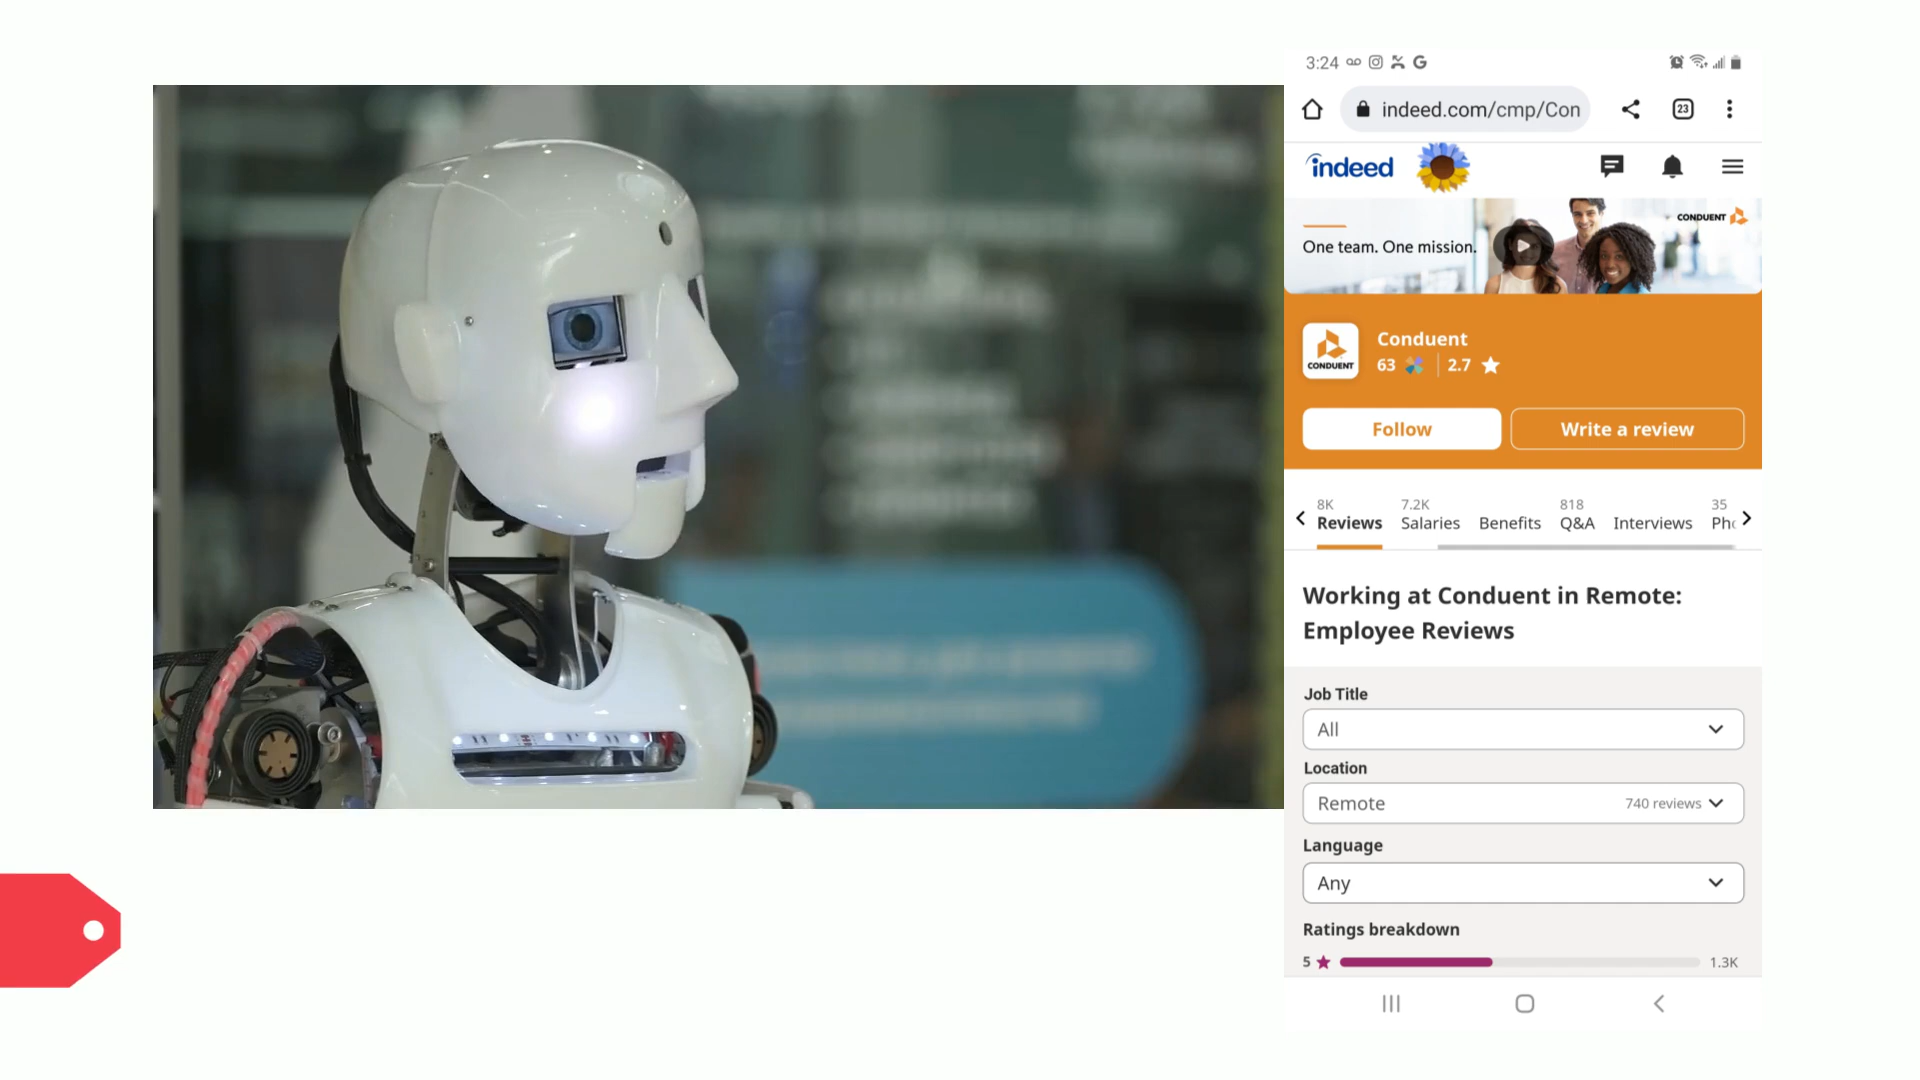 3:24
indeed.com/cmp/Con
23
indeed
CONDUENT
One team. One mission.
Conduent
CONDUENT
63
2.7
Follow
Write a review
8K
7.2K
818
35
Reviews
Salaries
Benefits
Q&A
Interviews
Pho
Working at Conduent in Remote:
Employee Reviews
Job Title
All
Location
Remote
740 reviews
Language
Any
Ratings breakdown
5
1.3K